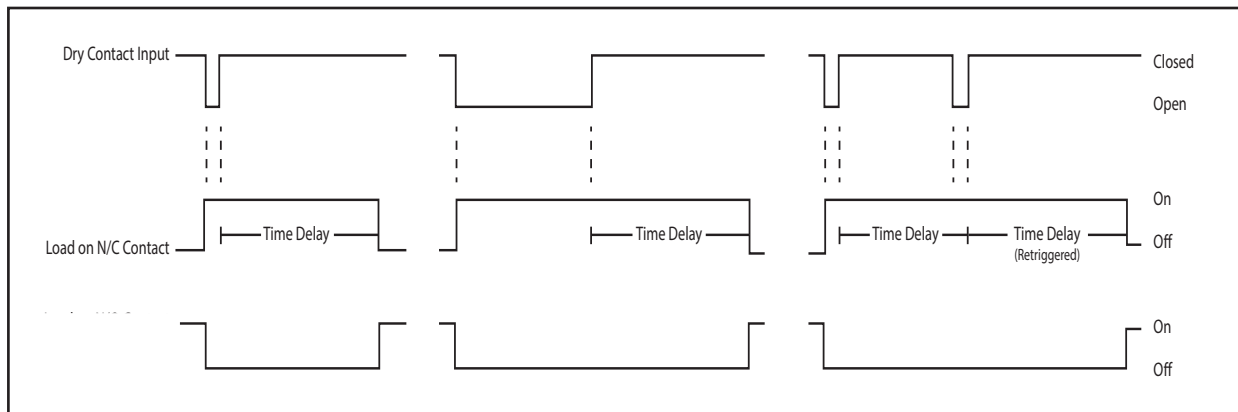 Dry Contact Input
Closed
Open
On
Time Delay
Time Delay
Time Delay
Time Delay
Load on N/C Contact
Off
(Retriggered)
On
Off